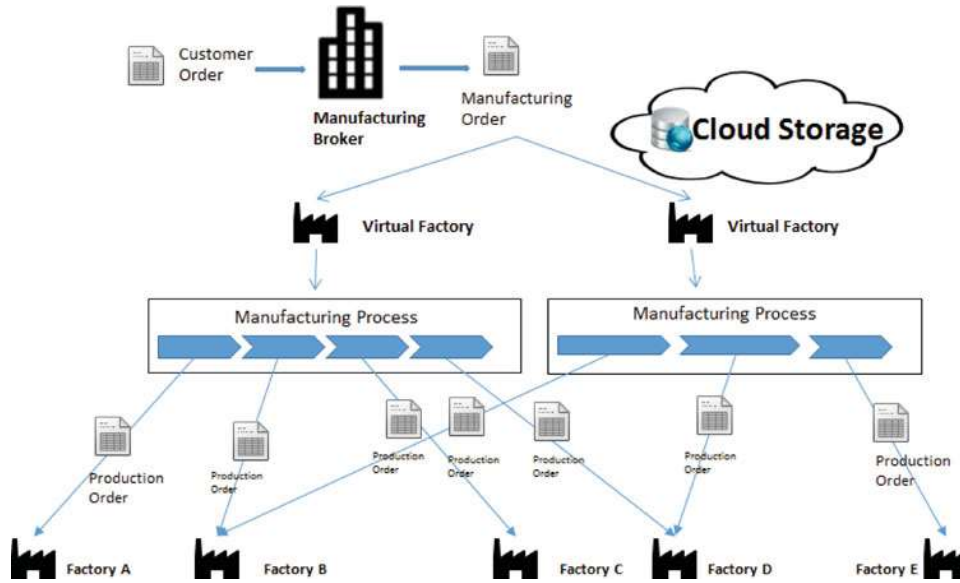 Customer
Order
Manufacturing
Broker
Manufacturing
Order
Cloud Storage
Virtual Factory
Virtual Factory
Manufacturing Process
Manufacturing Process
Production
Order
Production
Order
Production
Order
Production
Order
Production
Order
Production
Order
Production
Order
Factory A
Factory B
Factory C
Factory D
Factory E